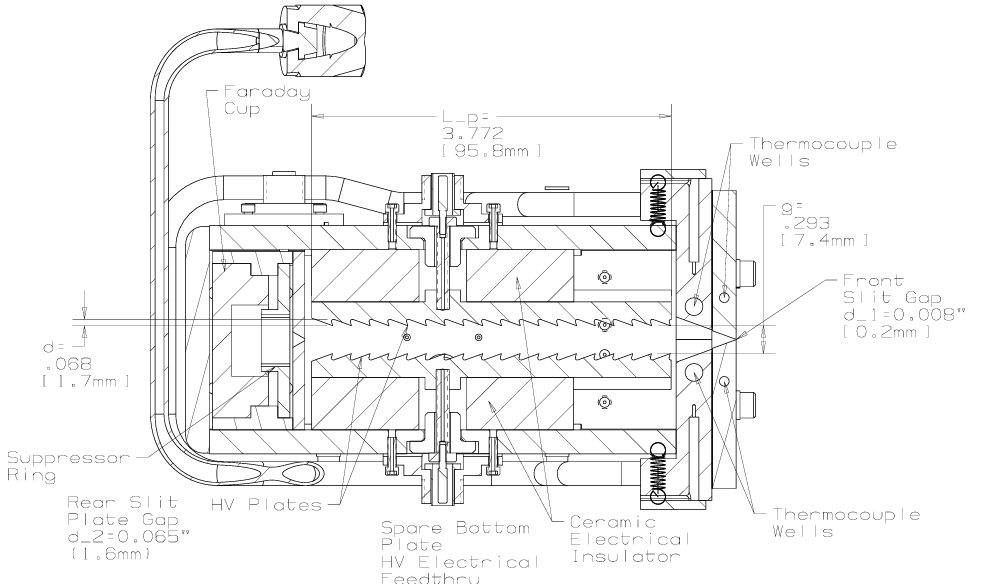 Faraday
Cup
L_p=
3.772
[95.8mm]
Thermocouple
Wells
g=
.293
[7.4mm]
Front
Slit Gap
d_1=0.008"
[0.2mm]
d=
.068
[1.7mm]
Suppressor
Ring
Rear Slit
Plate Gap
d_2=0.065"
(1.6mm)
HV Plates
Spare Bottom
Plate
HV Electrical
Feedthru
Ceramic
Electrical
Insulator
Thermocouple
Wells